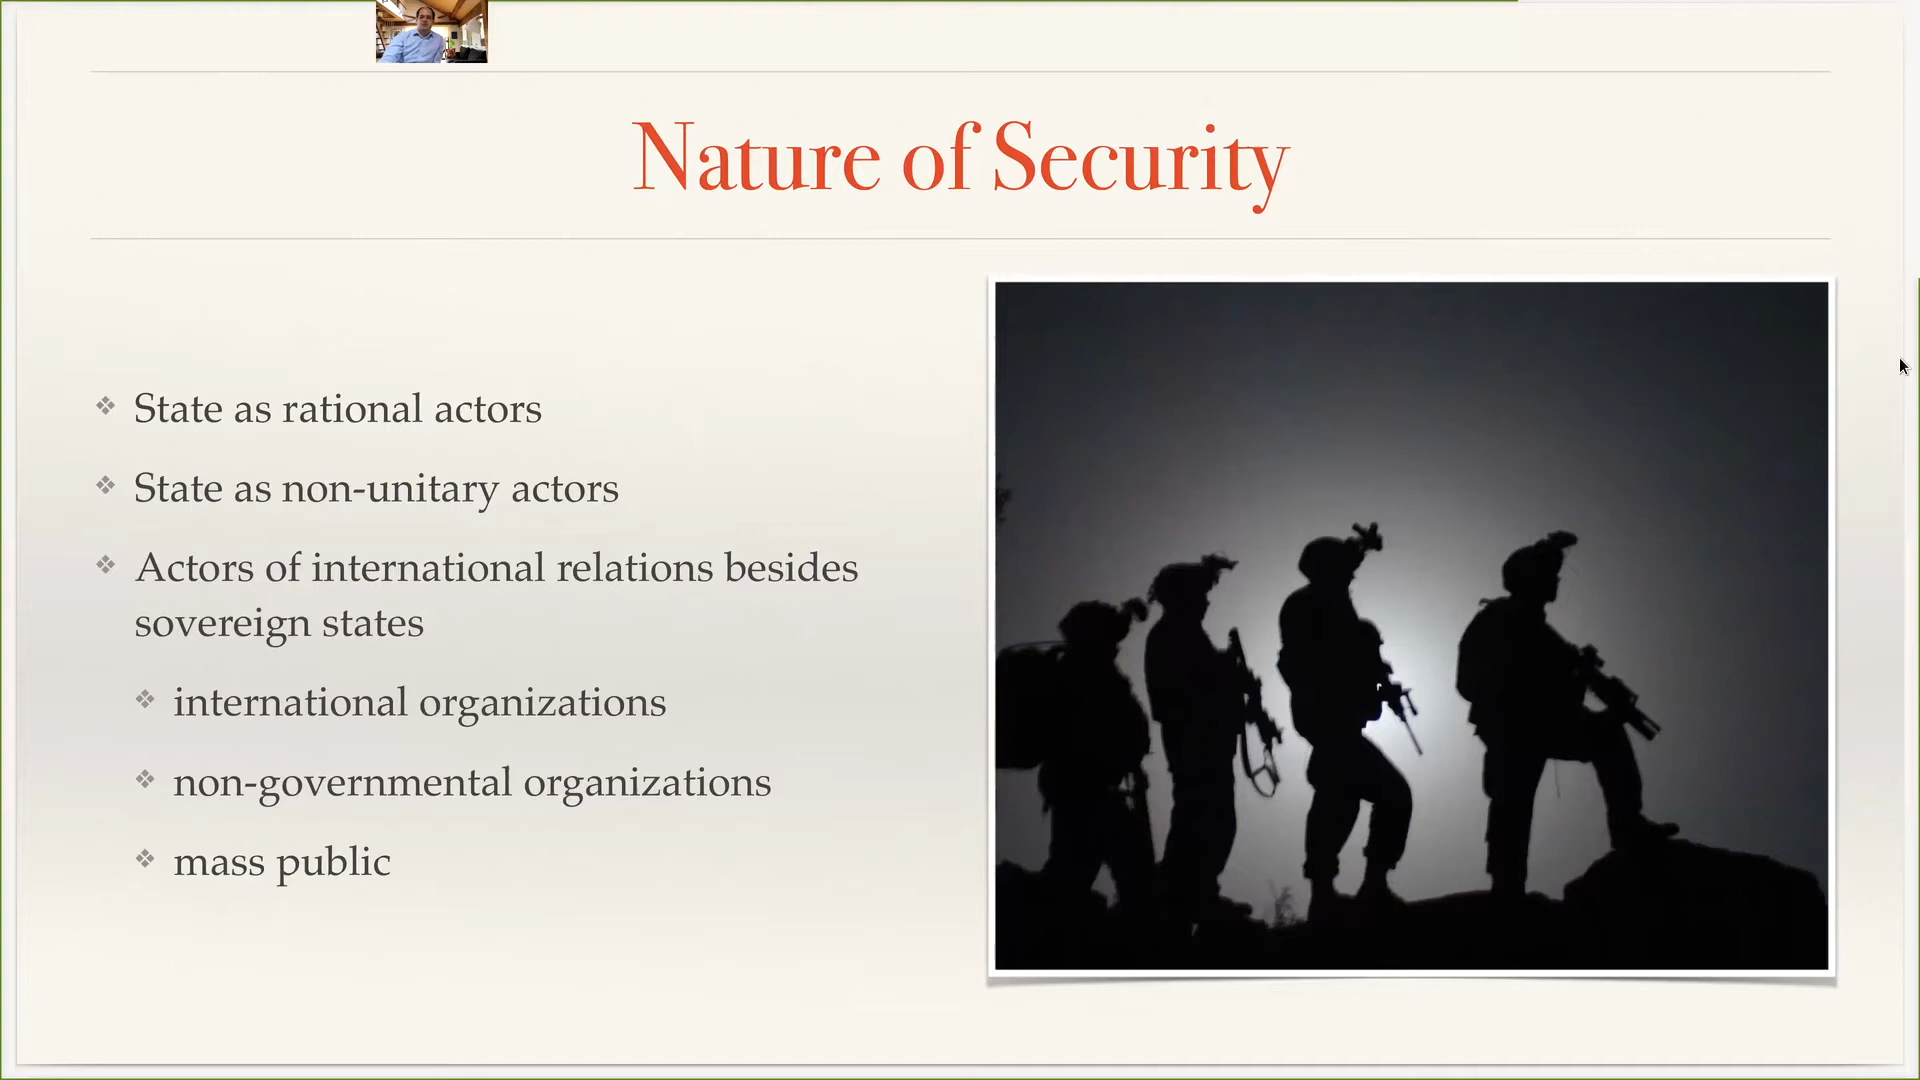 Nature of Security
State as rational actors
State as non-unitary actors
Actors of international relations besides
sovereign states
international organizations
non-governmental organizations
mass public